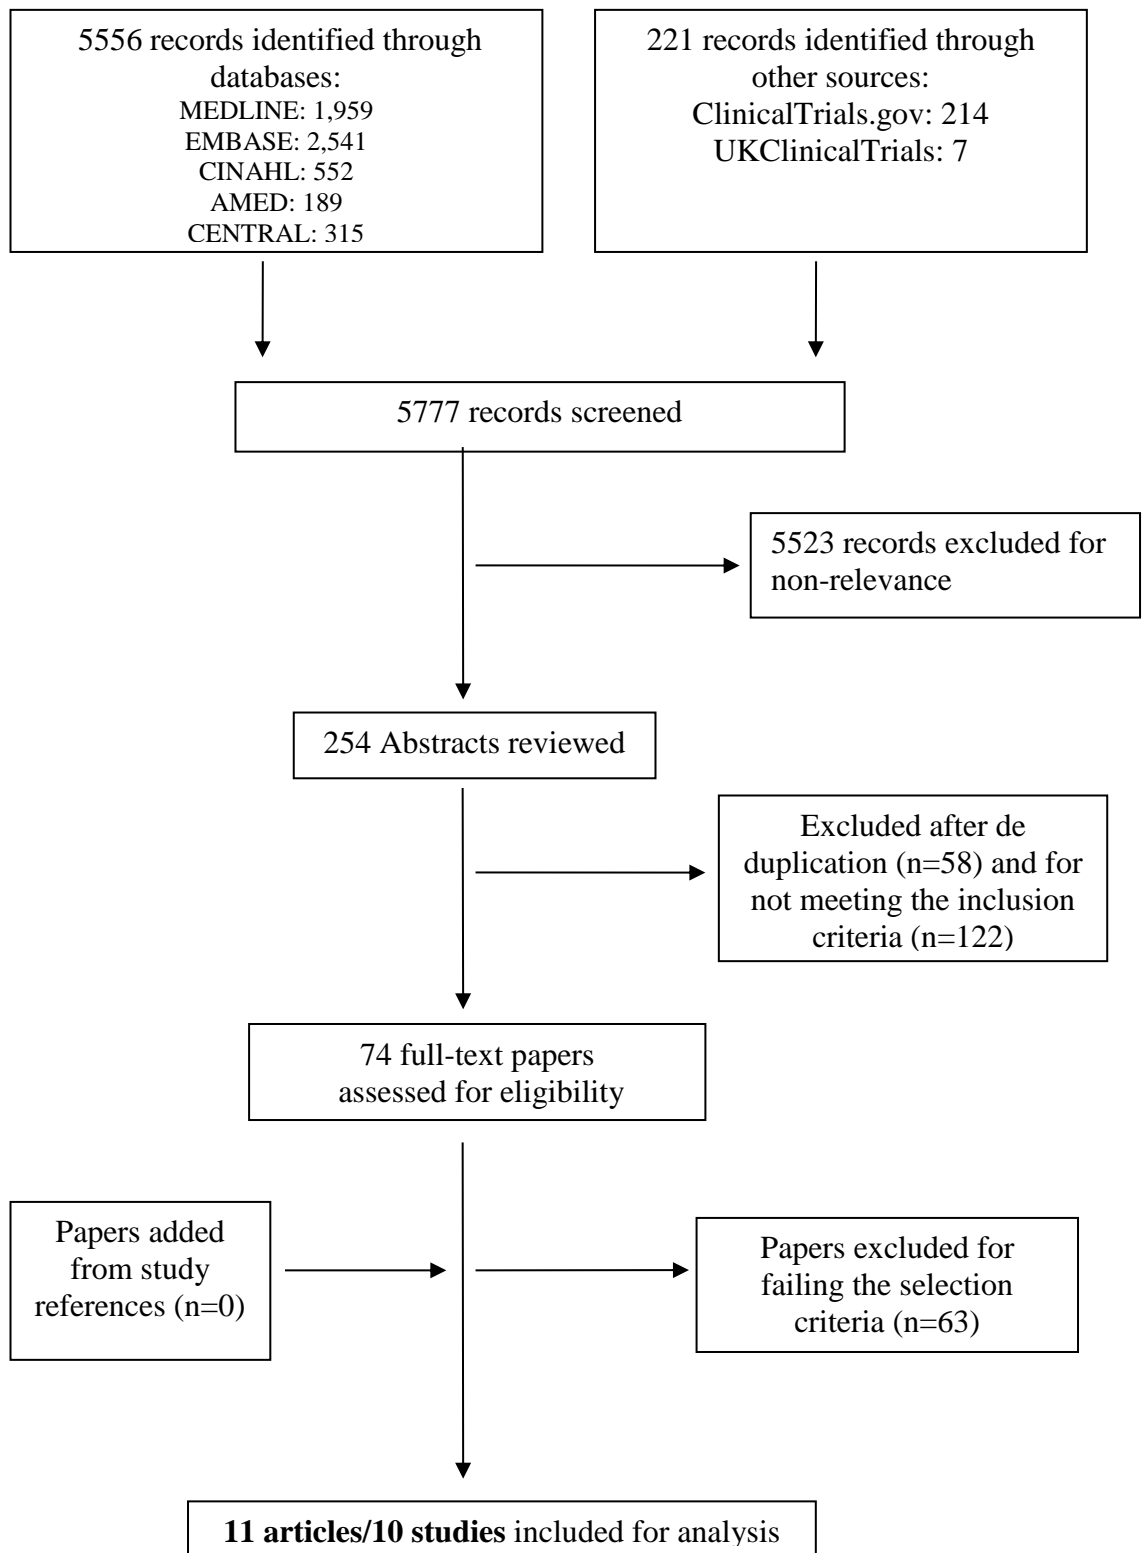 5556 records identified through
databases:
MEDLINE: 1,959
EMBASE: 2,541
CINAHL: 552
AMED: 189
CENTRAL: 315
221 records identified through
other sources:
ClinicalTrials.gov: 214
UKClinicalTrials: 7
5777 records screened
5523 records excluded for
non-relevance
254 Abstracts reviewed
Excluded after de
duplication (n=58) and for
not meeting the inclusion
criteria (n=122)
74 full-text papers
assessed for eligibility
Papers added
from study
references (n=0)
Papers excluded for
failing the selection
criteria (n=63)
11 articles/10 studies included for analysis